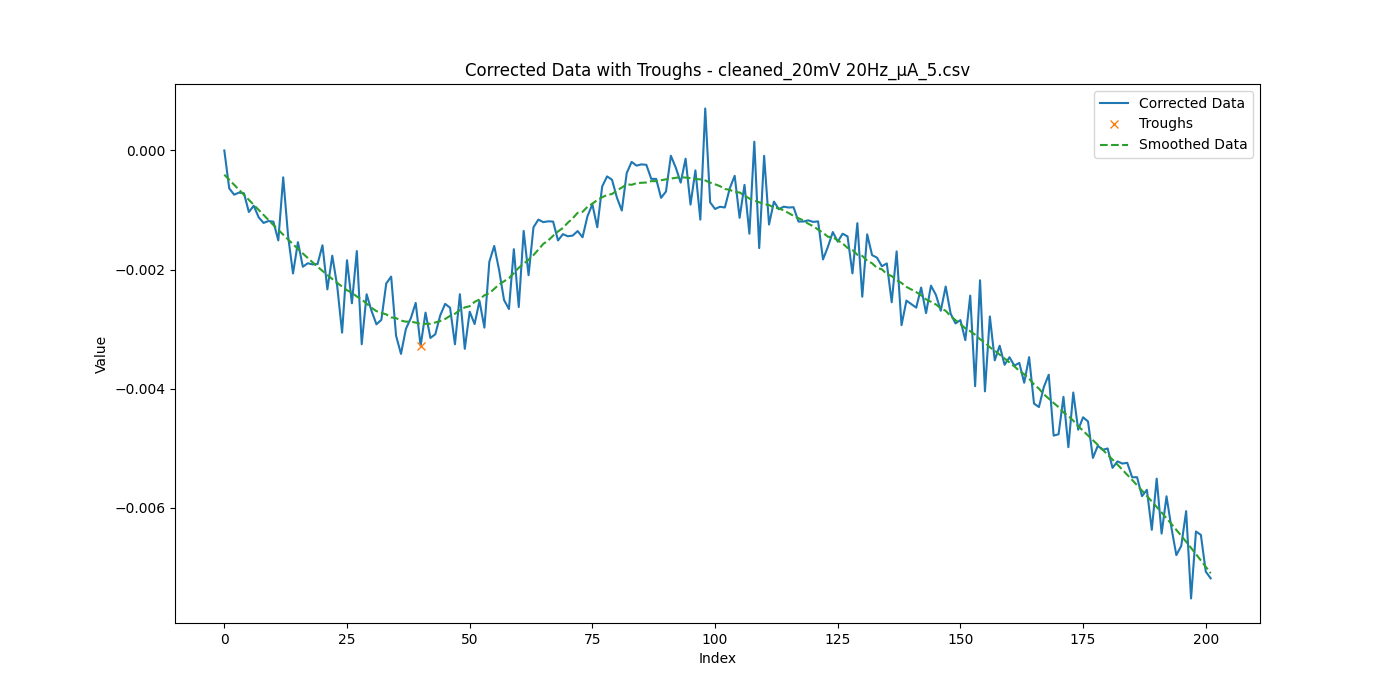 Corrected Data with Troughs - cleaned_20mV 20Hz_µA_5.csv
Corrected Data
Troughs
Smoothed Data
Value
0.000
−0.002
−0.004
−0.006
0 25 50 75 100 125 150 175 200
Index